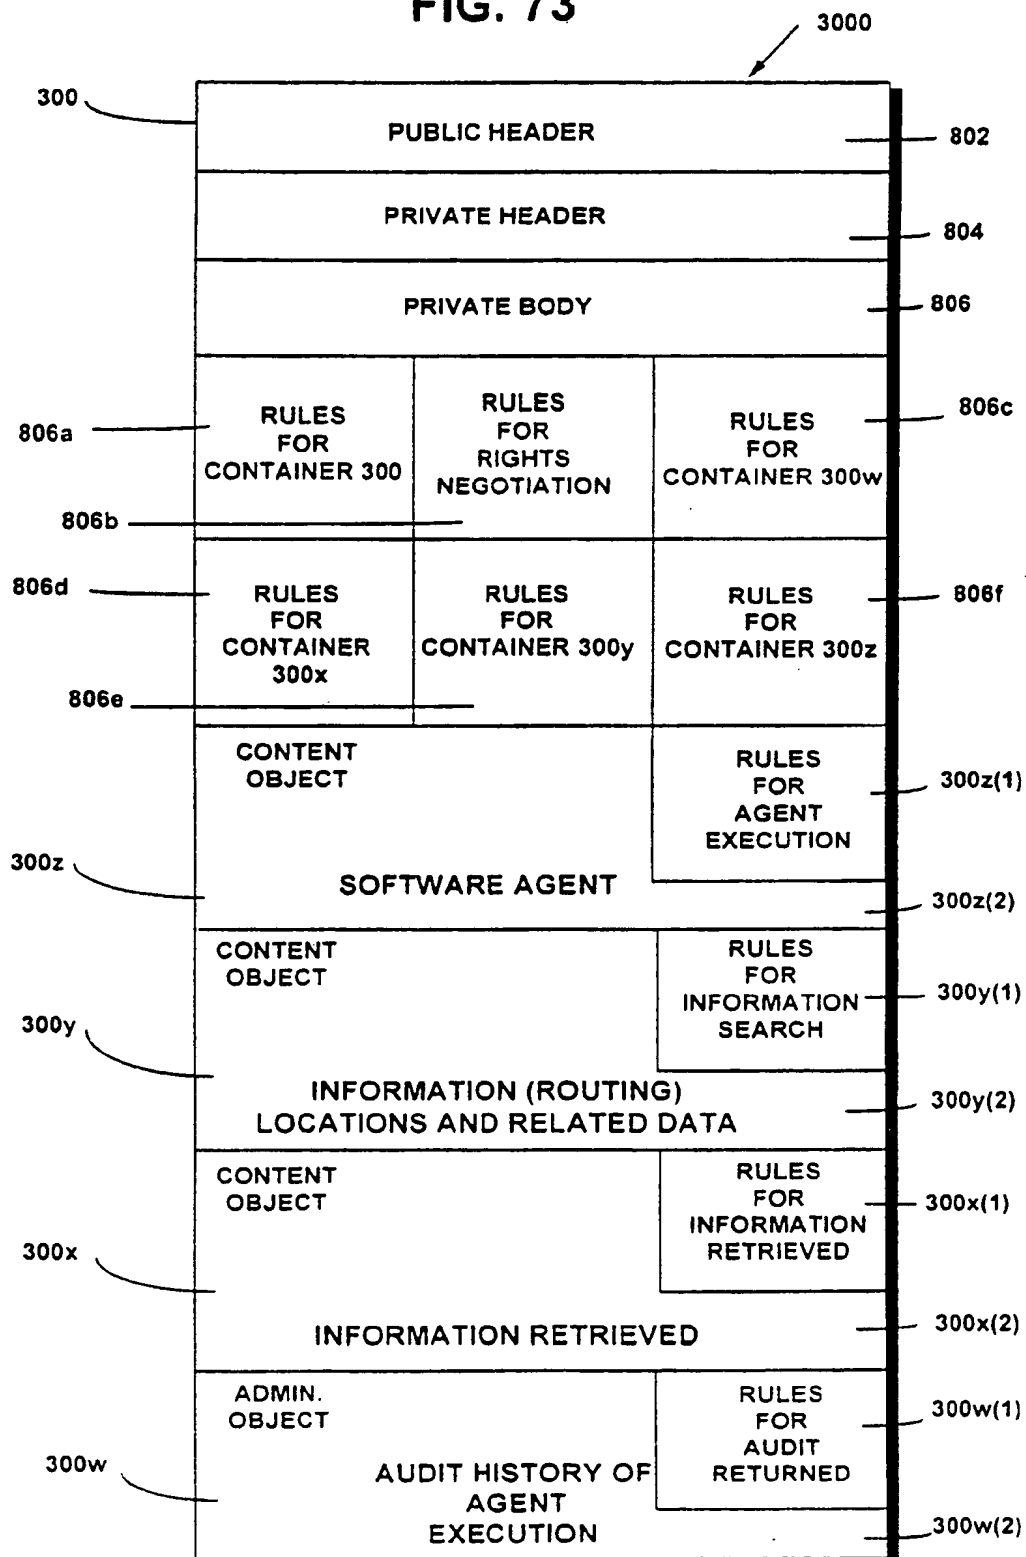 FIG. 73
3000
300
PUBLIC HEADER
802
PRIVATE HEADER
804
PRIVATE BODY
806
806a
RULES
FOR
CONTAINER 300
RULES
FOR
RIGHTS
NEGOTIATION
806b
RULES
FOR
CONTAINER 300w
806c
806d
RULES
FOR
CONTAINER
300x
RULES
FOR
CONTAINER 300y
806e
RULES
FOR
CONTAINER 300z
806f
CONTENT
OBJECT
RULES
FOR
AGENT
EXECUTION
300z(1)
300z
SOFTWARE AGENT
300z(2)
CONTENT
OBJECT
RULES
FOR
INFORMATION
SEARCH
300y(1)
300y
INFORMATION (ROUTING)
LOCATIONS AND RELATED DATA
300y(2)
CONTENT
OBJECT
RULES
FOR
INFORMATION
RETRIEVED
300x(1)
300x
INFORMATION RETRIEVED
300x(2)
ADMIN.
OBJECT
RULES
FOR
AUDIT
RETURNED
300w(1)
300w
AUDIT HISTORY OF
AGENT
EXECUTION
300w(2)